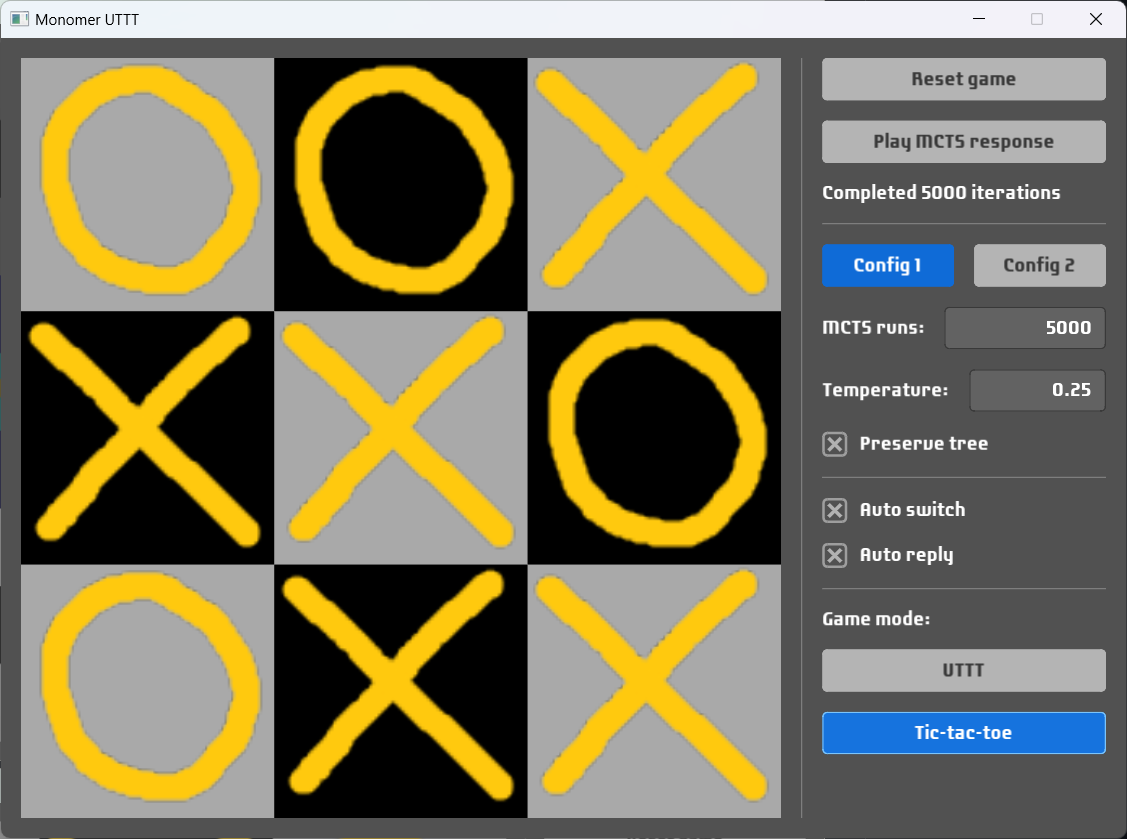 Monomer UTTT
Reset game
Play MCTS response
Completed 5000 iterations
Config 1
Config 2
MCTS runs:
5000
Temperature:
0.25
Preserve tree
Auto switch
Auto reply
Game mode:
UTTT
Tic-tac-toe